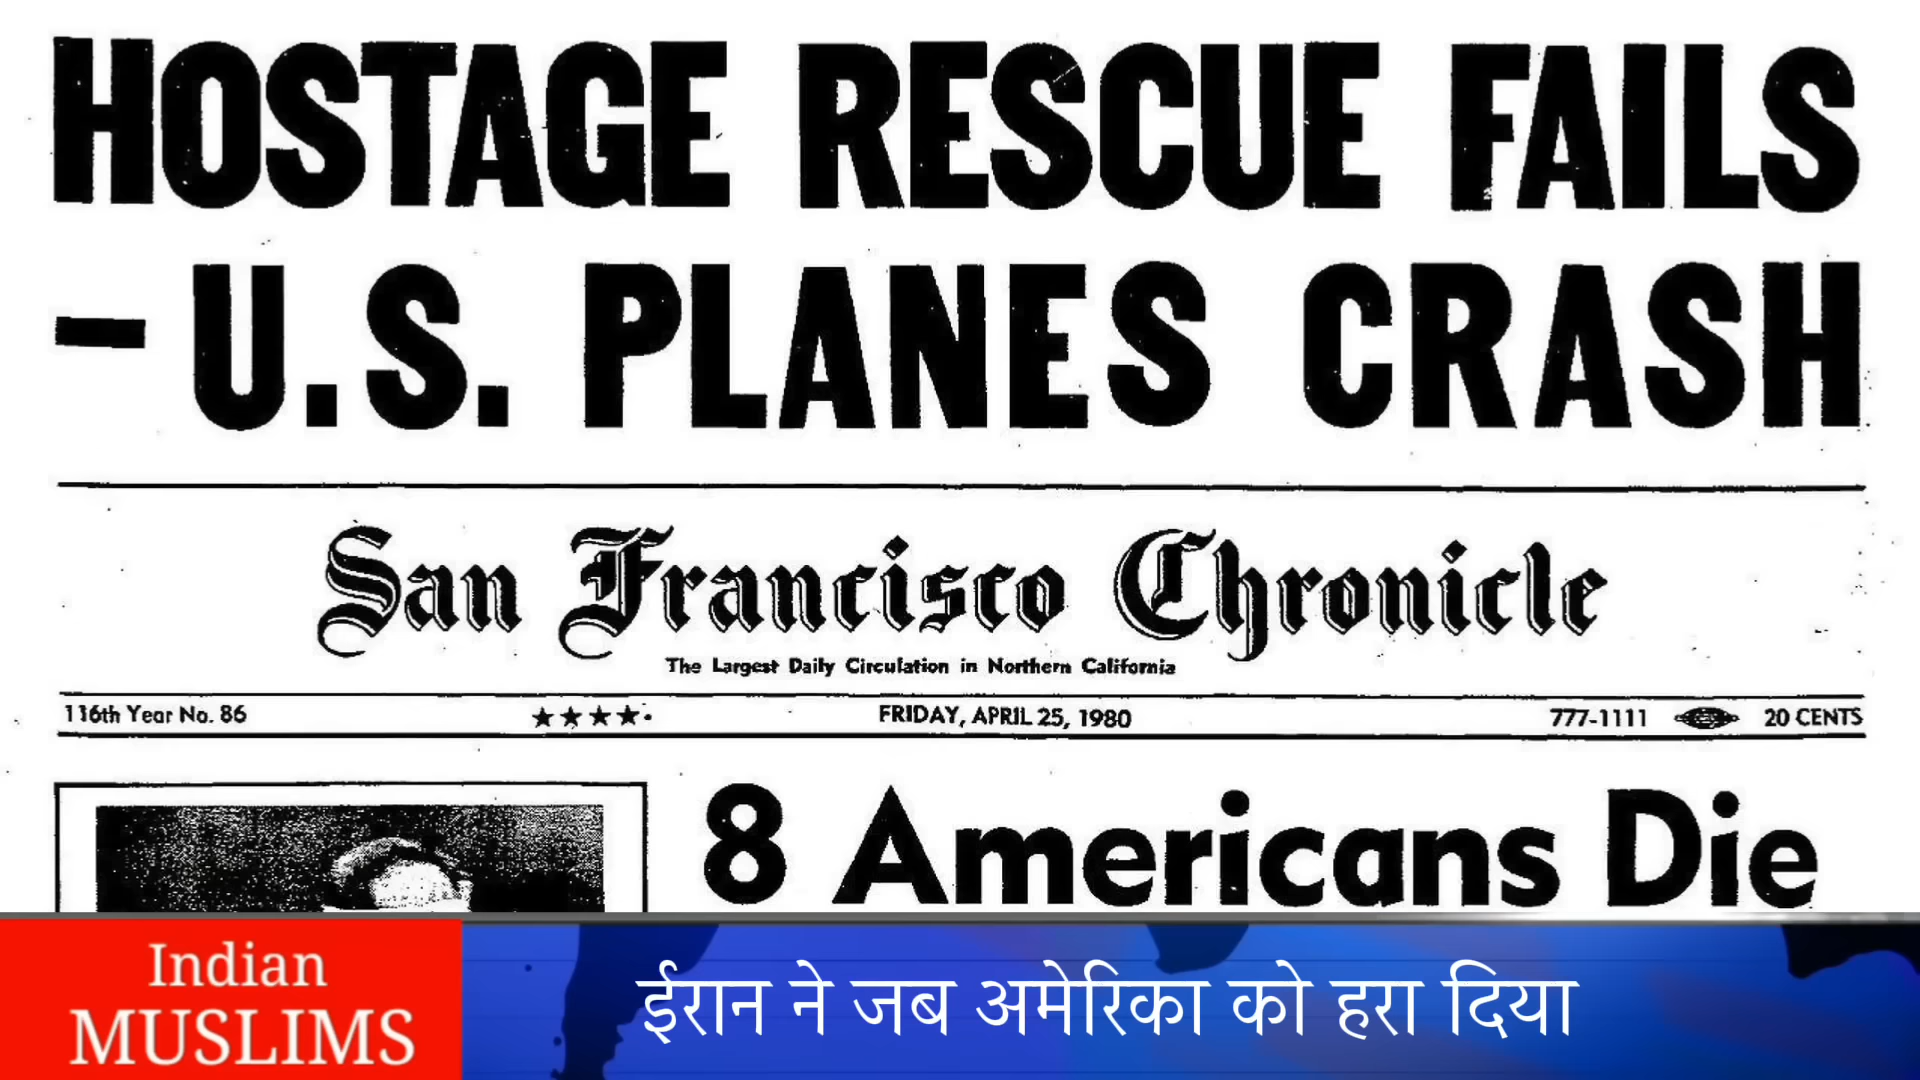 HOSTAGE RESCUE FAILS
– U.S. PLANES CRASH
San Francisco Chronicle
The Largest Daily Circulation in Northern California
116th Year No. 86 ★★★★· FRIDAY, APRIL 25, 1980 777-1111 20 CENTS
8 Americans Die
Indian
MUSLIMS
ईरान ने जब अमेरिका को हरा दिया